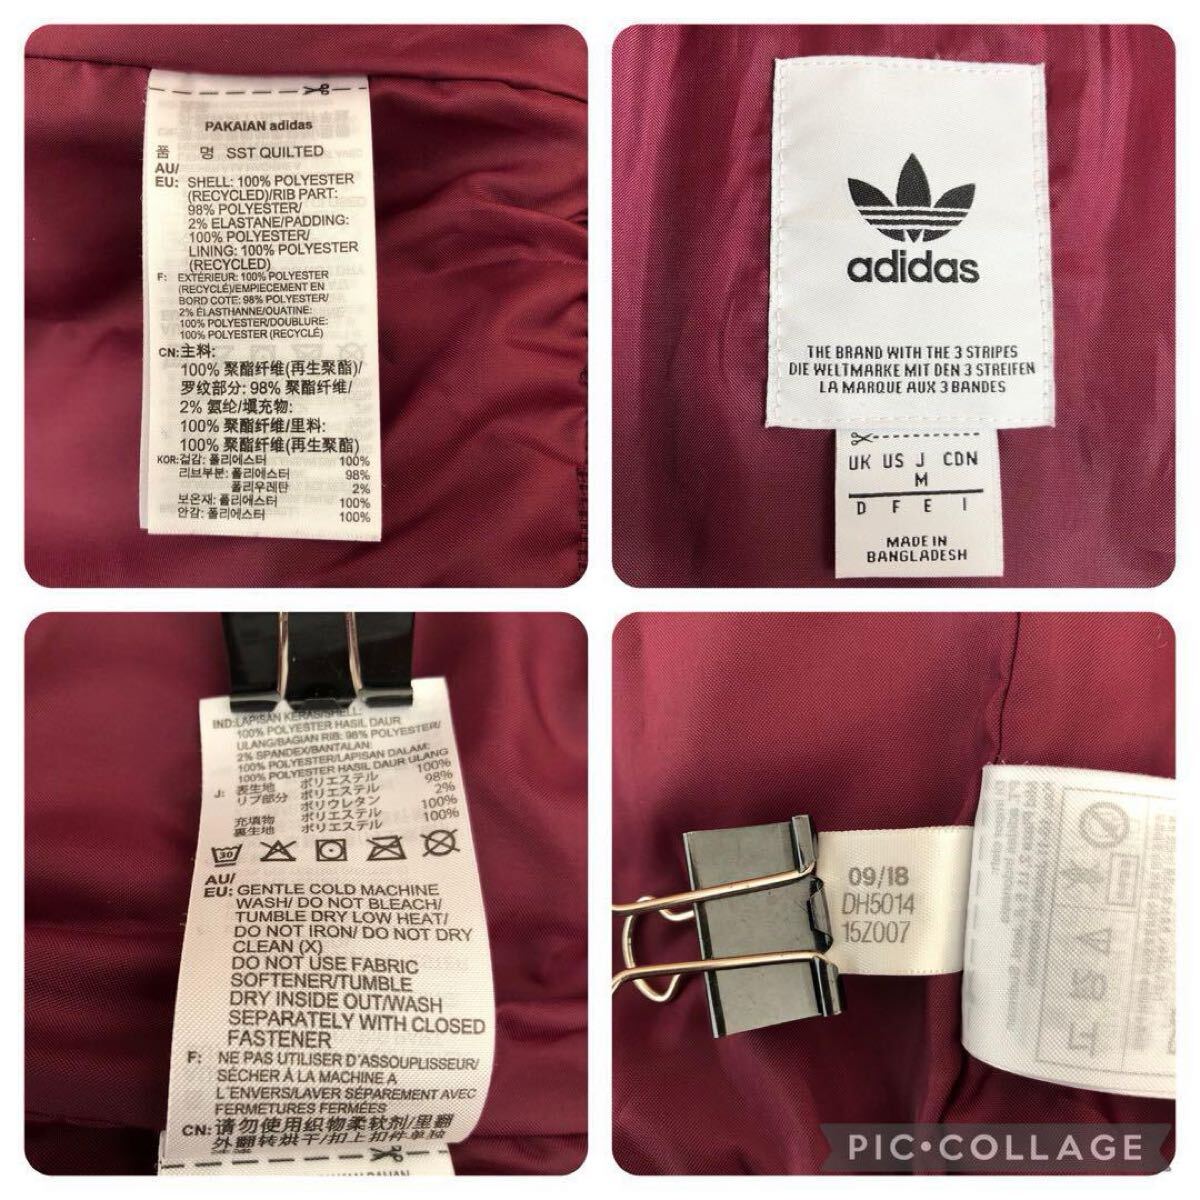 PAKAIAN adidas
품 명 SST QUILTED
AU/
EU: SHELL: 100% POLYESTER
(RECYCLED)/RIB PART:
98% POLYESTER/
2% ELASTANE/PADDING:
100% POLYESTER/
LINING: 100% POLYESTER
(RECYCLED)
F: EXTÉRIEUR: 100% POLYESTER
(RECYCLÉ)/EMPIECEMENT EN
BORD COTE: 98% POLYESTER/
2% ÉLASTHANNE/OUATINE:
100% POLYESTER/DOUBLURE:
100% POLYESTER (RECYCLÉ)
CN: 主料:
100% 聚酯纤维(再生聚酯)/
罗纹部分: 98% 聚酯纤维/
2% 氨纶/填充物:
100% 聚酯纤维/里料:
100% 聚酯纤维(再生聚酯)
KOR: 겉감: 폴리에스터 100%
리브부분: 폴리에스터 98%
폴리우레탄 2%
보온재: 폴리에스터 100%
안감: 폴리에스터 100%
adidas
THE BRAND WITH THE 3 STRIPES
DIE WELTMARKE MIT DEN 3 STREIFEN
LA MARQUE AUX 3 BANDES
UK US J CDN
M
D F E I
MADE IN
BANGLADESH
IND: LAPISAN KERAS/SHELL:
100% POLYESTER HASIL DAUR
ULANG/BAGIAN RIB: 98% POLYESTER/
2% SPANDEX/BANTALAN:
100% POLYESTER/LAPISAN DALAM:
100% POLYESTER HASIL DAUR ULANG
J: 表生地 ポリエステル 100%
リブ部分 ポリエステル 98%
ポリウレタン 2%
充填物 ポリエステル 100%
裏生地 ポリエステル 100%
30
AU/
EU: GENTLE COLD MACHINE
WASH/ DO NOT BLEACH/
TUMBLE DRY LOW HEAT/
DO NOT IRON/ DO NOT DRY
CLEAN (X)
DO NOT USE FABRIC
SOFTENER/TUMBLE
DRY INSIDE OUT/WASH
SEPARATELY WITH CLOSED
FASTENER
F: NE PAS UTILISER D'ASSOUPLISSEUR/
SÉCHER À LA MACHINE A
L'ENVERS/LAVER SÉPAREMENT AVEC
FERMETURES FERMÉES
CN: 请勿使用织物柔软剂/里翻
外翻转烘干/扣上扣件单独
09/18
DH5014
15Z007
PIC•COLLAGE